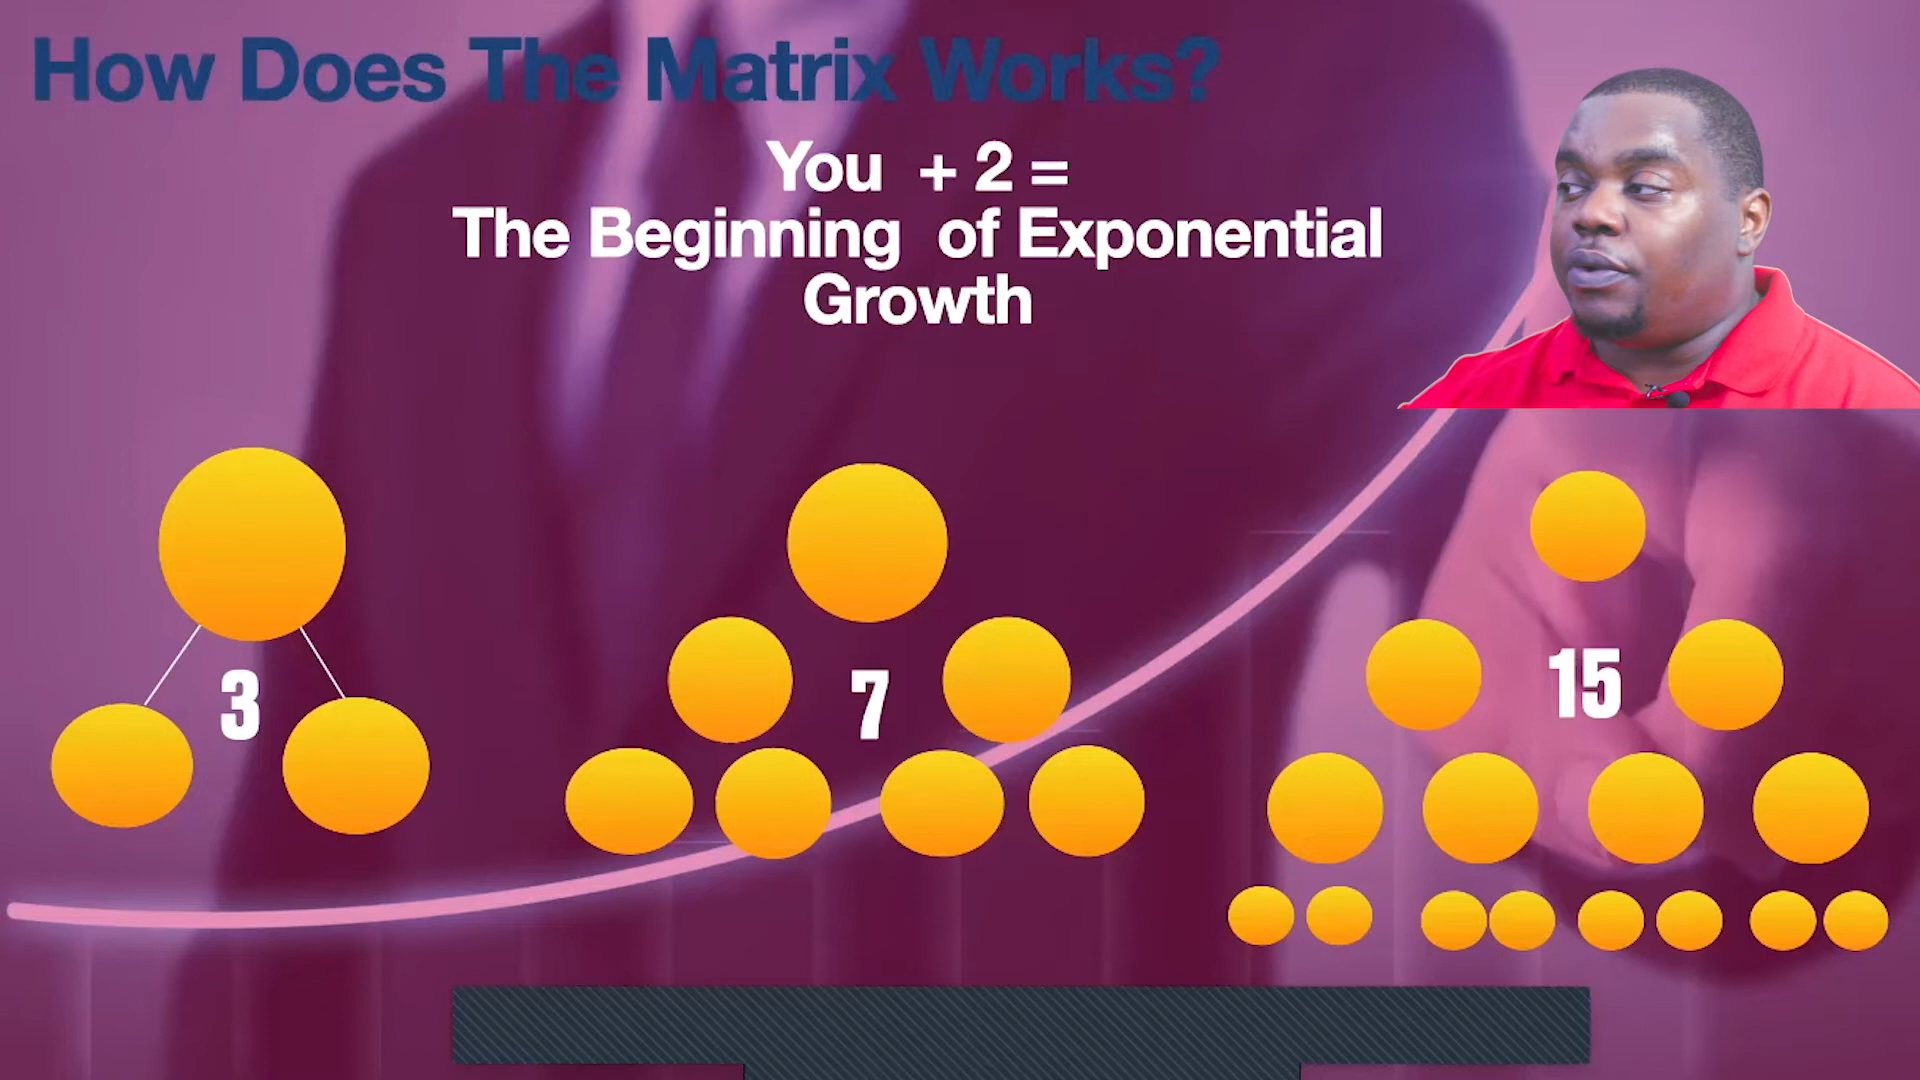 How Does The Matrix Works?
You + 2 =
The Beginning of Exponential
Growth
3
7
15